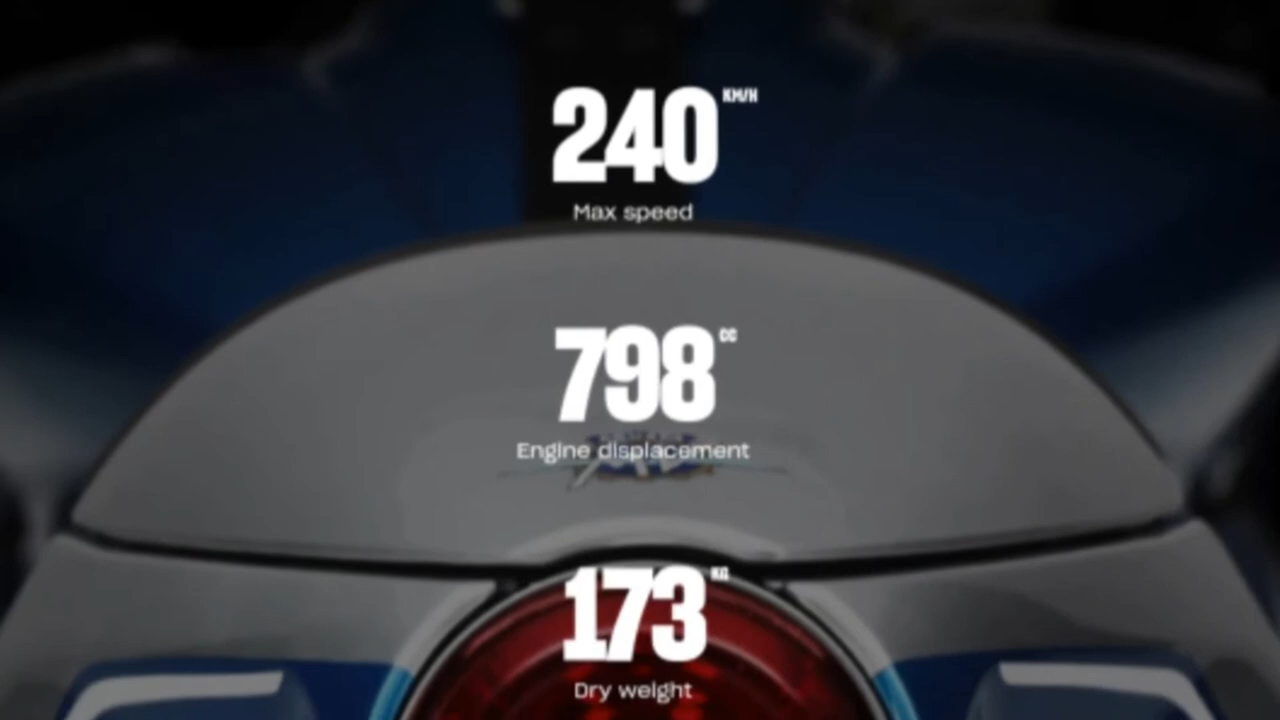 240 KM/H
Max speed
798 CC
Engine displacement
173 KG
Dry weight